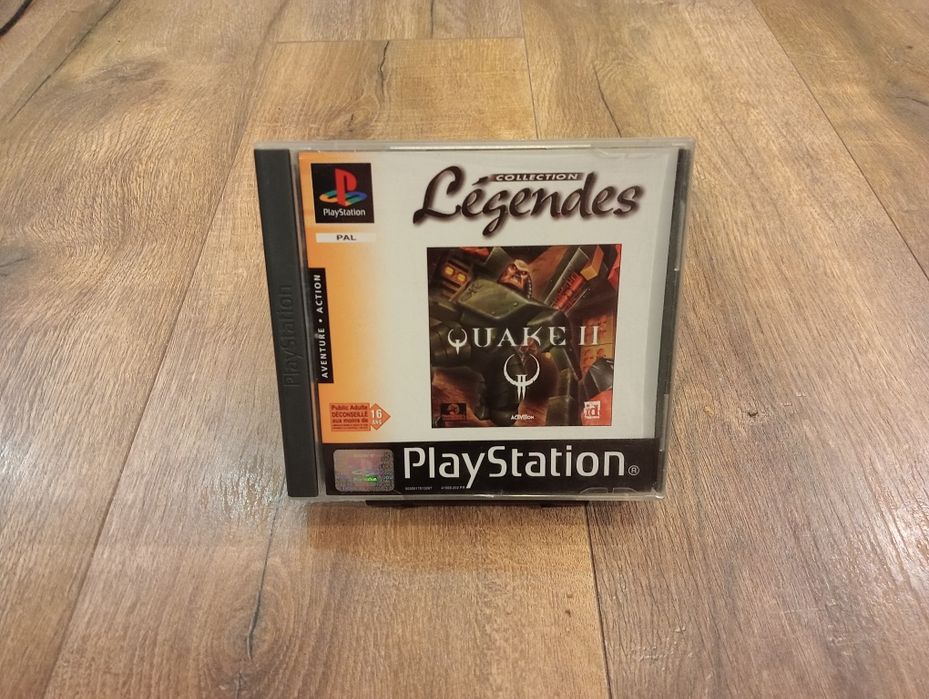 PlayStation
PAL
COLLECTION
Légendes
AVENTURE • ACTION
PlayStation
QUAKE II
ACTIVISION
id
Public Adulte
DÉCONSEILLÉ
aux moins de
16
ANS
PlayStation®